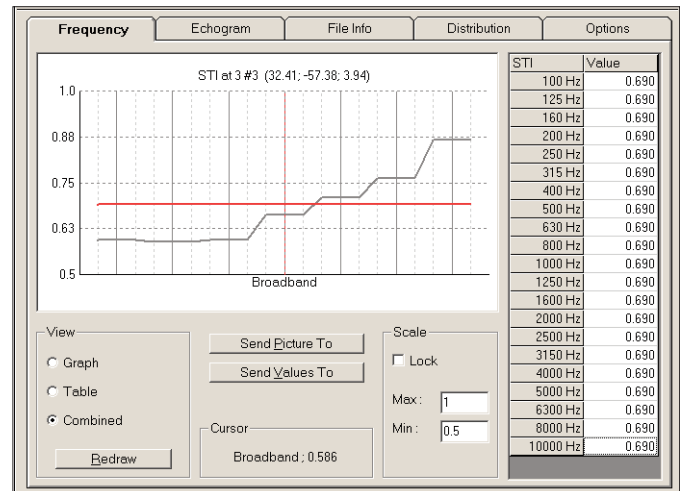 Frequency Echogram File Info Distribution Options
STI at 3 #3 (32.41; -57.38; 3.94)
1.0
0.88
0.75
0.63
0.5
Broadband
STI Value
100 Hz 0.690
125 Hz 0.690
160 Hz 0.690
200 Hz 0.690
250 Hz 0.690
315 Hz 0.690
400 Hz 0.690
500 Hz 0.690
630 Hz 0.690
800 Hz 0.690
1000 Hz 0.690
1250 Hz 0.690
1600 Hz 0.690
2000 Hz 0.690
2500 Hz 0.690
3150 Hz 0.690
4000 Hz 0.690
5000 Hz 0.690
6300 Hz 0.690
8000 Hz 0.690
10000 Hz 0.690
View
Graph
Table
Combined
Redraw
Send Picture To
Send Values To
Cursor
Broadband ; 0.586
Scale
Lock
Max : 1
Min : 0.5